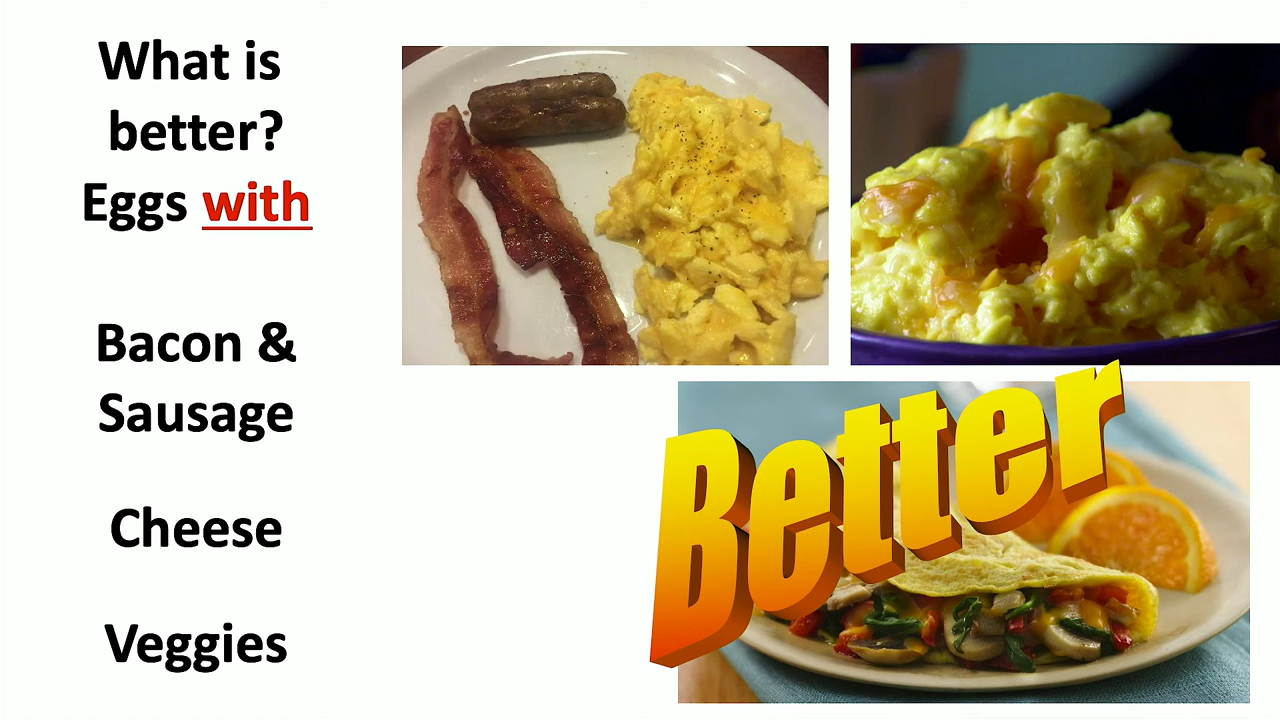 What is
better?
Eggs with
Bacon &
Sausage
Cheese
Veggies
Better